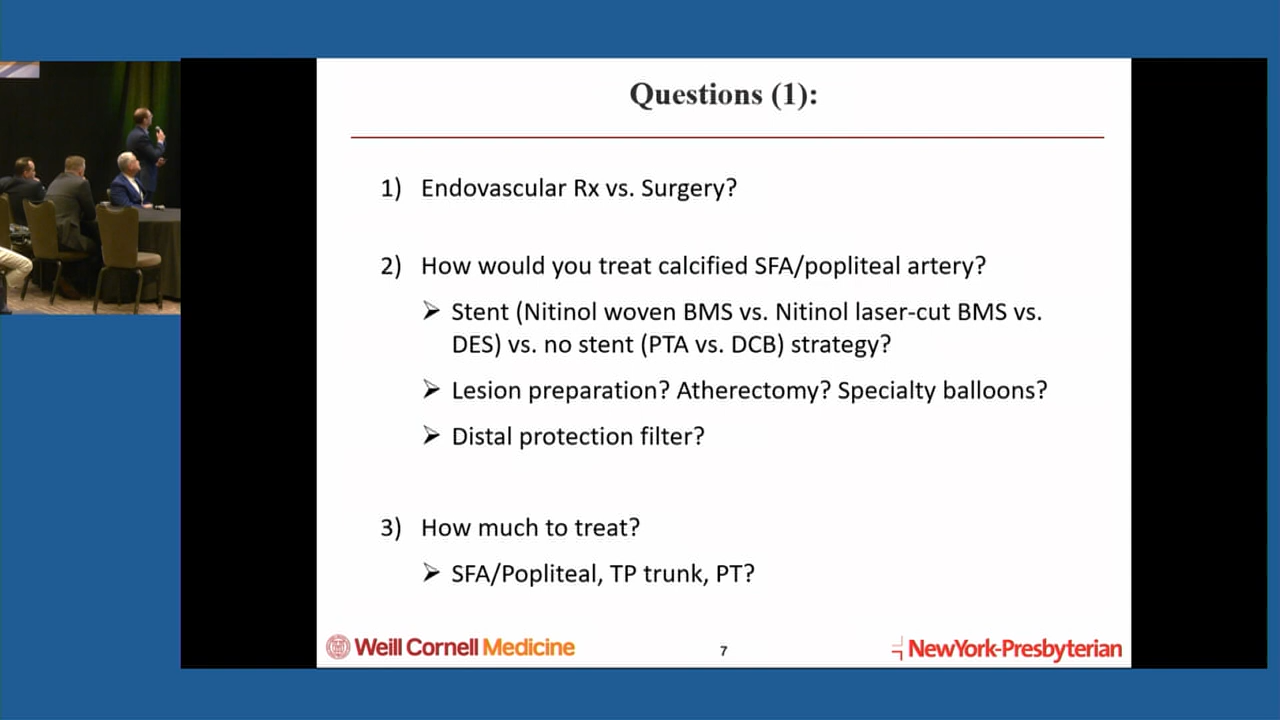 Questions (1):
1) Endovascular Rx vs. Surgery?
2) How would you treat calcified SFA/popliteal artery?
➢ Stent (Nitinol woven BMS vs. Nitinol laser-cut BMS vs.
DES) vs. no stent (PTA vs. DCB) strategy?
➢ Lesion preparation? Atherectomy? Specialty balloons?
➢ Distal protection filter?
3) How much to treat?
➢ SFA/Popliteal, TP trunk, PT?
Weill Cornell Medicine
7
NewYork-Presbyterian